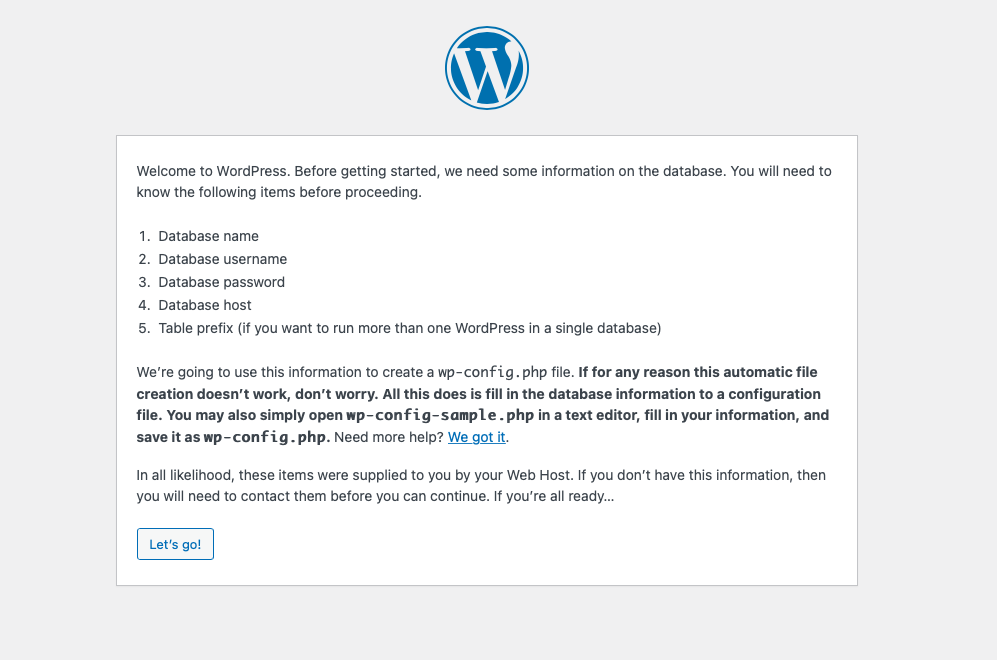 Welcome to WordPress. Before getting started, we need some information on the database. You will need to
know the following items before proceeding.
1. Database name
2. Database username
3. Database password
4. Database host
5. Table prefix (if you want to run more than one WordPress in a single database)
We’re going to use this information to create a wp-config.php file. If for any reason this automatic file
creation doesn’t work, don’t worry. All this does is fill in the database information to a configuration
file. You may also simply open wp-config-sample.php in a text editor, fill in your information, and
save it as wp-config.php. Need more help? We got it.
In all likelihood, these items were supplied to you by your Web Host. If you don’t have this information, then
you will need to contact them before you can continue. If you’re all ready…
Let’s go!